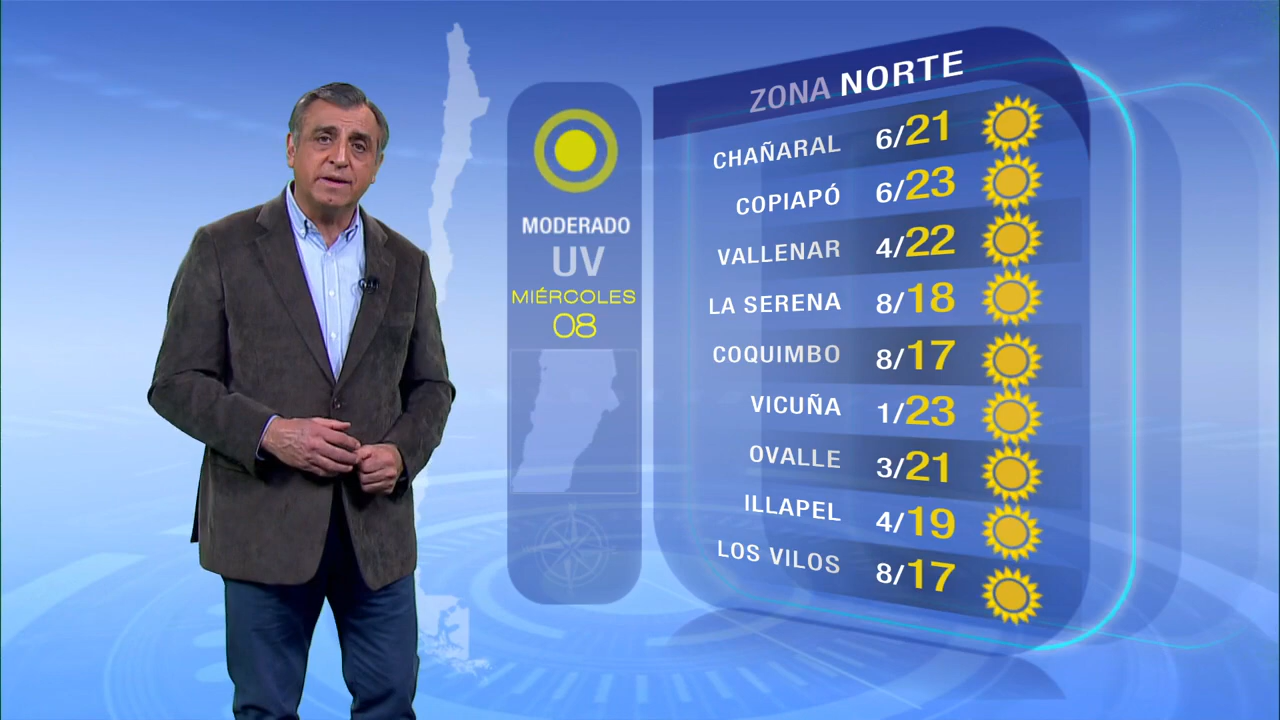 MODERADO
UV
MIÉRCOLES
08
ZONA NORTE
CHAÑARAL 6/21
COPIAPÓ 6/23
VALLENAR 4/22
LA SERENA 8/18
COQUIMBO 8/17
VICUÑA 1/23
OVALLE 3/21
ILLAPEL 4/19
LOS VILOS 8/17